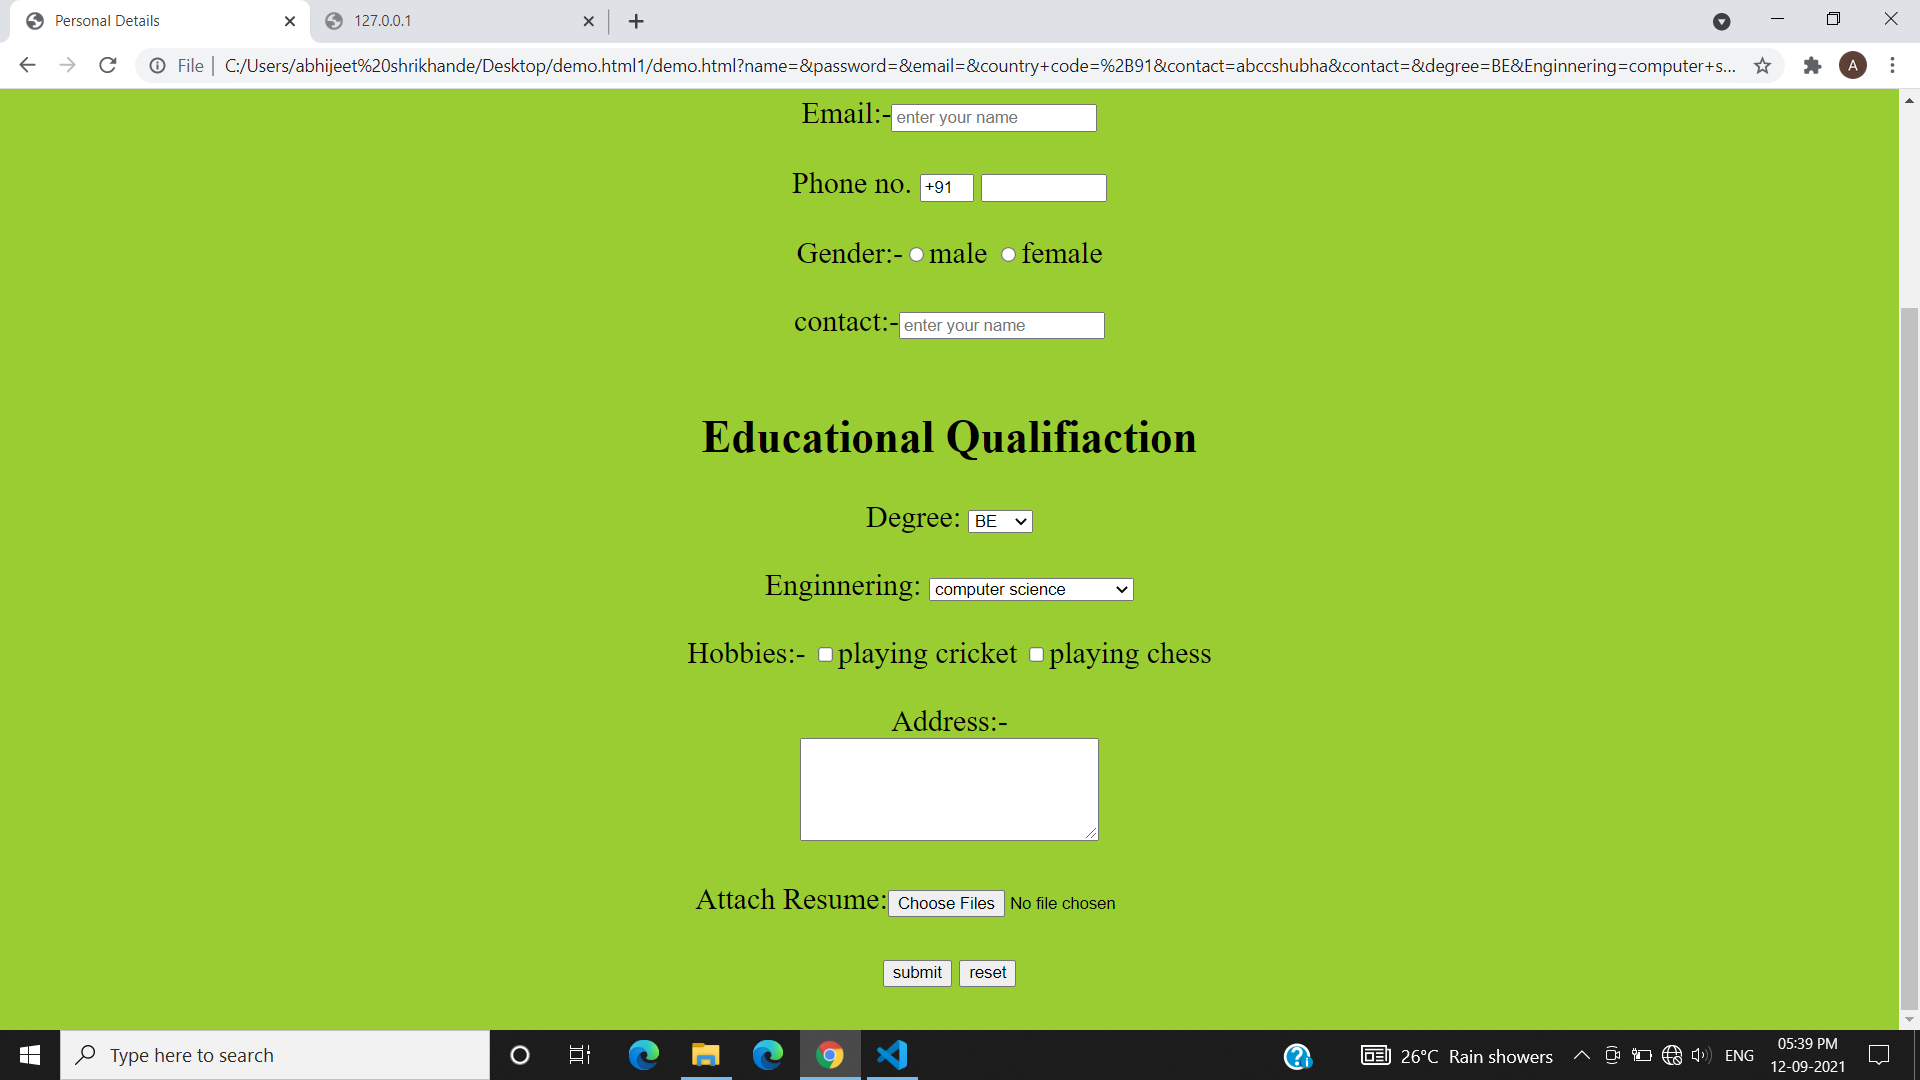 Personal Details
127.0.0.1
File
C:/Users/abhijeet%20shrikhande/Desktop/demo.html1/demo.html?name=&password=&email=&country+code=%2B91&contact=abccshubha&contact=&degree=BE&Enginnering=computer+s...
A
Email:- enter your name
Phone no. +91
Gender:- male female
contact:- enter your name
Educational Qualifiaction
Degree: BE
Enginnering: computer science
Hobbies:- playing cricket playing chess
Address:-
Attach Resume: Choose Files No file chosen
submit reset
Type here to search
26°C Rain showers
ENG
05:39 PM
12-09-2021